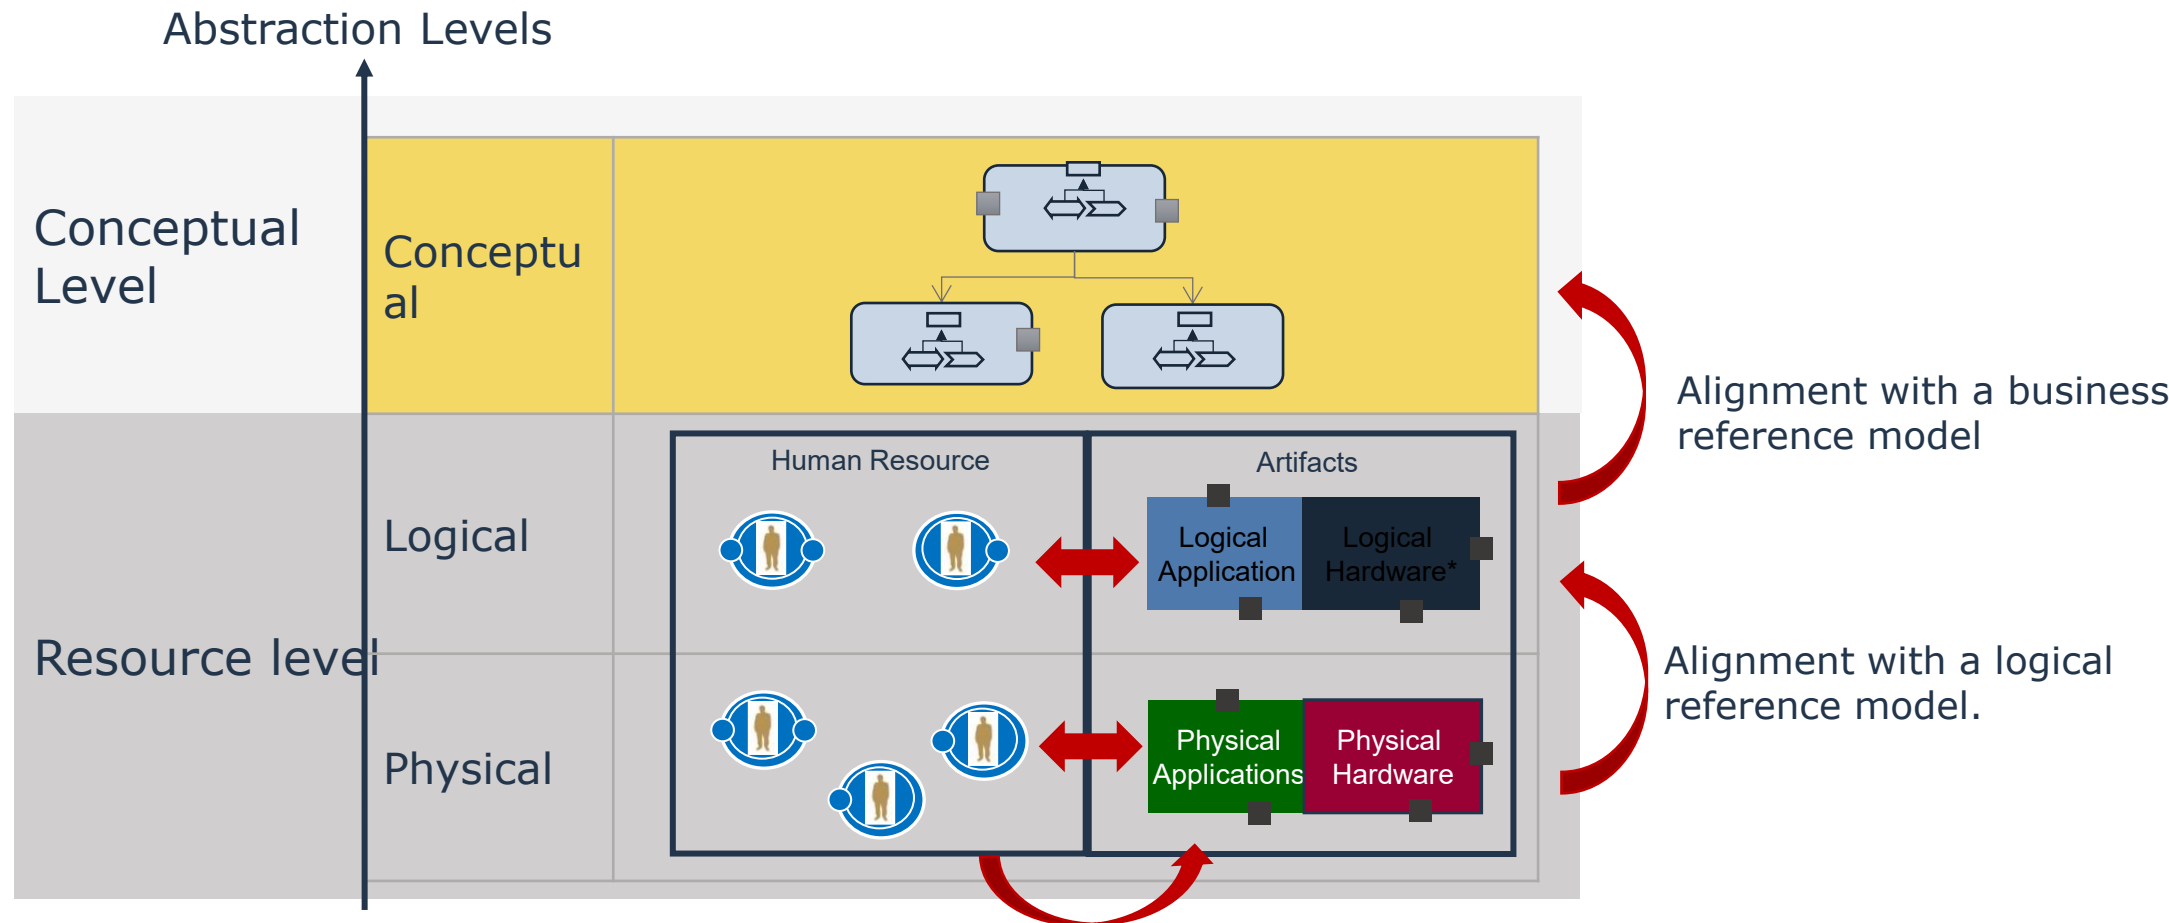 Abstraction Levels
Conceptual
Level
Conceptu
al
Alignment with a business
reference model
Human Resource
Artifacts
Logical
Logical
Application
Logical
Hardware*
Resource level
Alignment with a logical
reference model.
Physical
Physical
Applications
Physical
Hardware